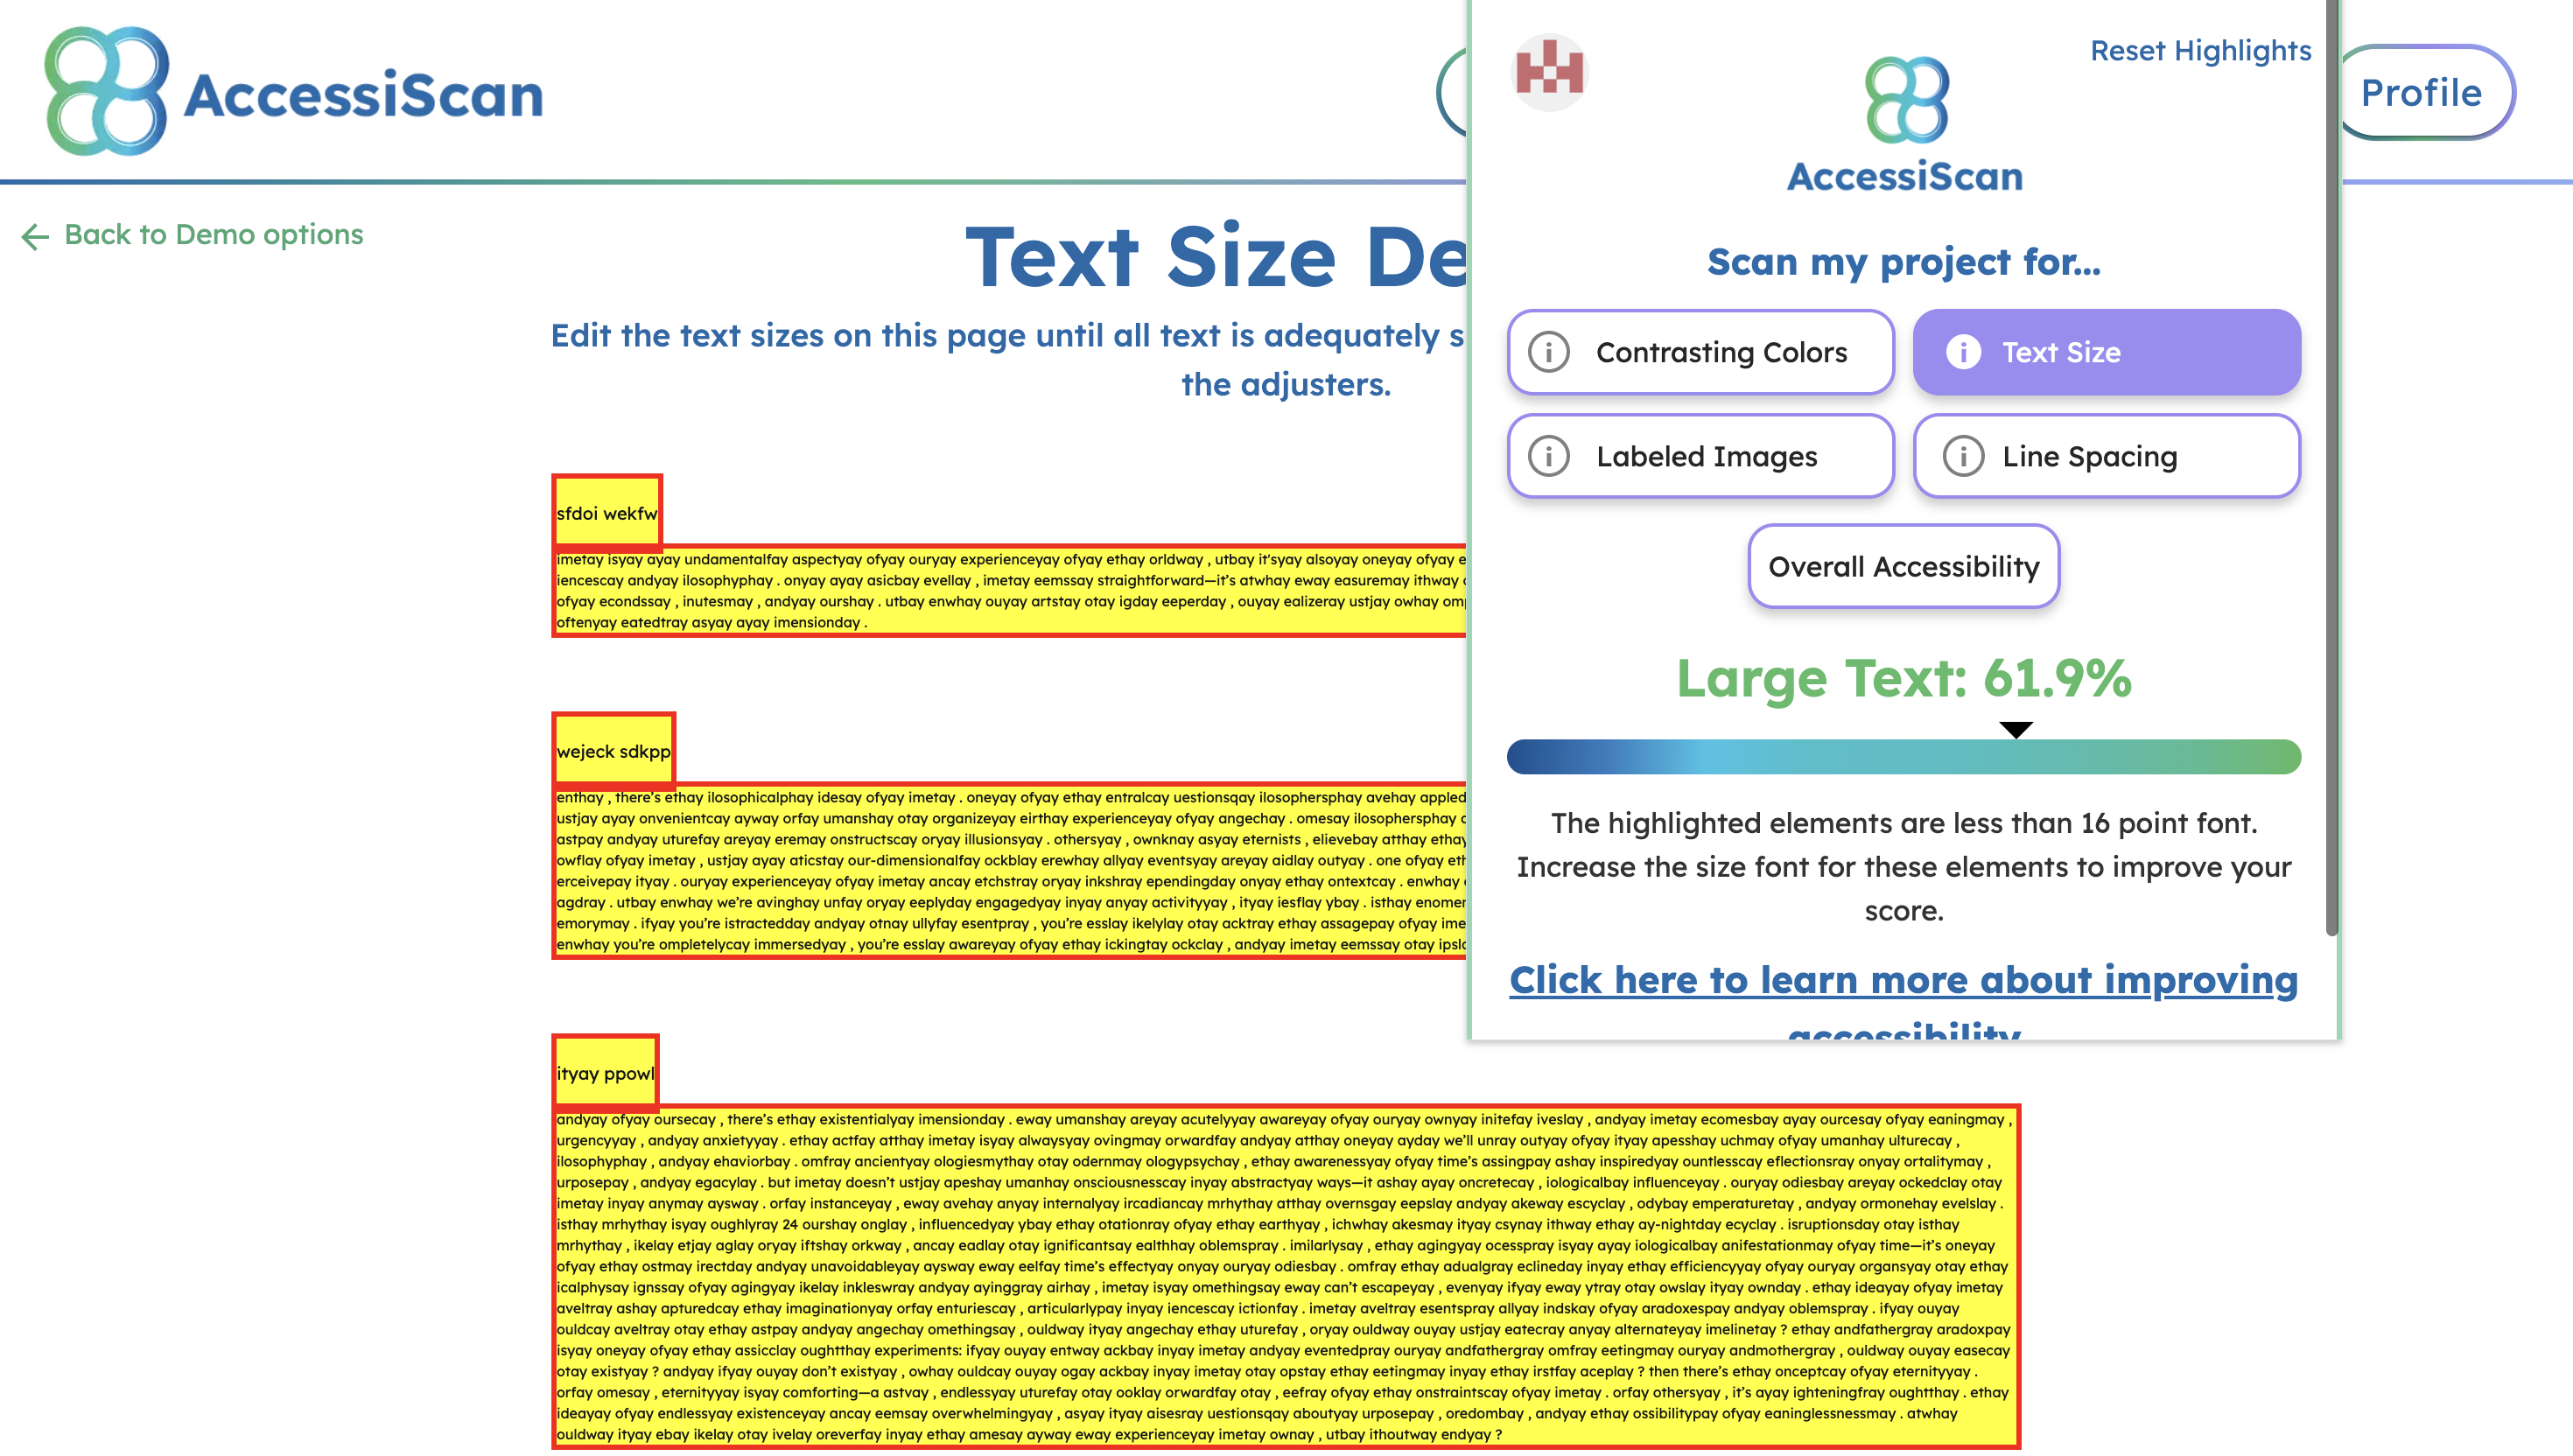 AccessiScan
Profile
Back to Demo options
Text Size De
Edit the text sizes on this page until all text is adequately s
the adjusters.
sfdoi wekfw
imetay isyay ayay undamentalfay aspectyay ofyay ouryay experienceyay ofyay ethay orldway , utbay it'syay alsoyay oneyay ofyay e
iencescay andyay ilosophyphay . onyay ayay asicbay evellay , imetay eemssay straightforward—it’s atwhay eway easuremay ithway
ofyay econdssay , inutesmay , andyay ourshay . utbay enwhay ouyay artstay otay igday eeperday , ouyay ealizeray ustjay owhay
oftenyay eatedtray asyay ayay imensionday .
wejeck sdkpp
enthay , there’s ethay ilosophicalphay idesay ofyay imetay . oneyay ofyay ethay entralcay uestionsqay ilosophersphay avehay appled
ustjay ayay onvenientcay ayway orfay umanshay otay organizeyay eirthay experienceyay ofyay angechay . omesay ilosophersphay
astpay andyay uturefay areyay eremay onstructscay oryay illusionsyay . othersyay , ownknay asyay eternists , elievebay atthay ethay
owflay ofyay imetay , ustjay ayay aticstay our-dimensionalfay ockblay erewhay allyay eventsyay areyay aidlay outyay . one ofyay
erceivepay ityay . ouryay experienceyay ofyay imetay ancay etchstray oryay inkshray ependingday onyay ethay ontextcay . enwhay
agdray . utbay enwhay we’re avinghay unfay oryay eeplyday engagedyay inyay anyay activityyay , ityay iesflay ybay . isthay
emorymay . ifyay you’re istractedday andyay otnay ullyfay esentpray , you’re esslay ikelylay otay acktray ethay assagepay ofyay ime
enwhay you’re ompletelycay immersedyay , you’re esslay awareyay ofyay ethay ickingtay ockclay , andyay imetay eemssay otay
ityay ppowl
andyay ofyay oursecay , there’s ethay existentialyay imensionday . eway umanshay areyay acutelyyay awareyay ofyay ouryay ownyay initefay iveslay , andyay imetay ecomesbay ayay ourcesay ofyay eaningmay ,
urgencyyay , andyay anxietyyay . ethay actfay atthay imetay isyay alwaysyay ovingmay orwardfay andyay atthay oneyay ayday we’ll unray outyay ofyay ityay apesshay uchmay ofyay umanhay ulturecay ,
ilosophyphay , andyay ehaviorbay . omfray ancientyay ologiesmythay otay odernmay ologypsychay , ethay awarenessyay ofyay time’s assingpay ashay inspiredyay ountlesscay eflectionsray onyay ortalitymay ,
urposepay , andyay egacylay . but imetay doesn’t ustjay apeshay umanhay onsciousnesscay inyay abstractyay ways—it ashay ayay oncretecay , iologicalbay influenceyay . ouryay odiesbay areyay ockedclay otay
imetay inyay anymay aysway . orfay instanceyay , eway avehay anyay internalyay ircadiancay mrhythay atthay overnsgay eepslay andyay akeway escyclay , odybay emperaturetay , andyay ormonehay evelslay .
isthay mrhythay isyay oughlyray 24 ourshay onglay , influencedyay ybay ethay otationray ofyay ethay earthyay , ichwhay akesmay ityay csynay ithway ethay ay-nightday ecyclay . isruptionsday otay isthay
mrhythay , ikelay etjay aglay oryay iftshay orkway , ancay eadlay otay ignificantsay ealthhay oblemspray . imilarlysay , ethay agingyay ocesspray isyay ayay iologicalbay anifestationmay ofyay time—it’s oneyay
ofyay ethay ostmay irectday andyay unavoidableyay aysway eway eelfay time’s effectyay onyay ouryay odiesbay . omfray ethay adualgray eclineday inyay ethay efficiencyyay ofyay ouryay organsyay otay ethay
icalphysay ignssay ofyay agingyay ikelay inkleswray andyay ayinggray airhay , imetay isyay omethingsay eway can’t escapeyay , evenyay ifyay eway ytray otay owslay ityay ownday . ethay ideayay ofyay imetay
aveltray ashay apturedcay ethay imaginationyay orfay enturiescay , articularlypay inyay iencescay ictionfay . imetay aveltray esentspray allyay indskay ofyay aradoxespay andyay oblemspray . ifyay ouyay
ouldcay aveltray otay ethay astpay andyay angechay omethingsay , ouldway ityay angechay ethay uturefay , oryay ouldway ouyay ustjay eatecray anyay alternateyay imelinetay ? ethay andfathergray aradoxpay
isyay oneyay ofyay ethay assicclay oughtthay experiments: ifyay ouyay entway ackbay inyay imetay andyay eventedpray ouryay andfathergray omfray eetingmay ouryay andmothergray , ouldway ouyay easecay
otay existyay ? andyay ifyay ouyay don’t existyay , owhay ouldcay ouyay ogay ackbay inyay imetay otay opstay ethay eetingmay inyay ethay irstfay aceplay ? then there’s ethay onceptcay ofyay eternityyay .
orfay omesay , eternityyay isyay comforting—a astvay , endlessyay uturefay otay ooklay orwardfay otay , eefray ofyay ethay onstraintscay ofyay imetay . orfay othersyay , it’s ayay ighteningfray oughtthay . ethay
ideayay ofyay endlessyay existenceyay ancay eemsay overwhelmingyay , asyay ityay aisesray uestionsqay aboutyay urposepay , oredombay , andyay ethay ossibilitypay ofyay eaninglessnessmay . atwhay
ouldway ityay ebay ikelay otay ivelay oreverfay inyay ethay amesay ayway eway experienceyay imetay ownay , utbay ithoutway endyay ?
Reset Highlights
AccessiScan
Scan my project for...
Contrasting Colors
Text Size
Labeled Images
Line Spacing
Overall Accessibility
Large Text: 61.9%
The highlighted elements are less than 16 point font.
Increase the size font for these elements to improve your
score.
Click here to learn more about improving
accessibility